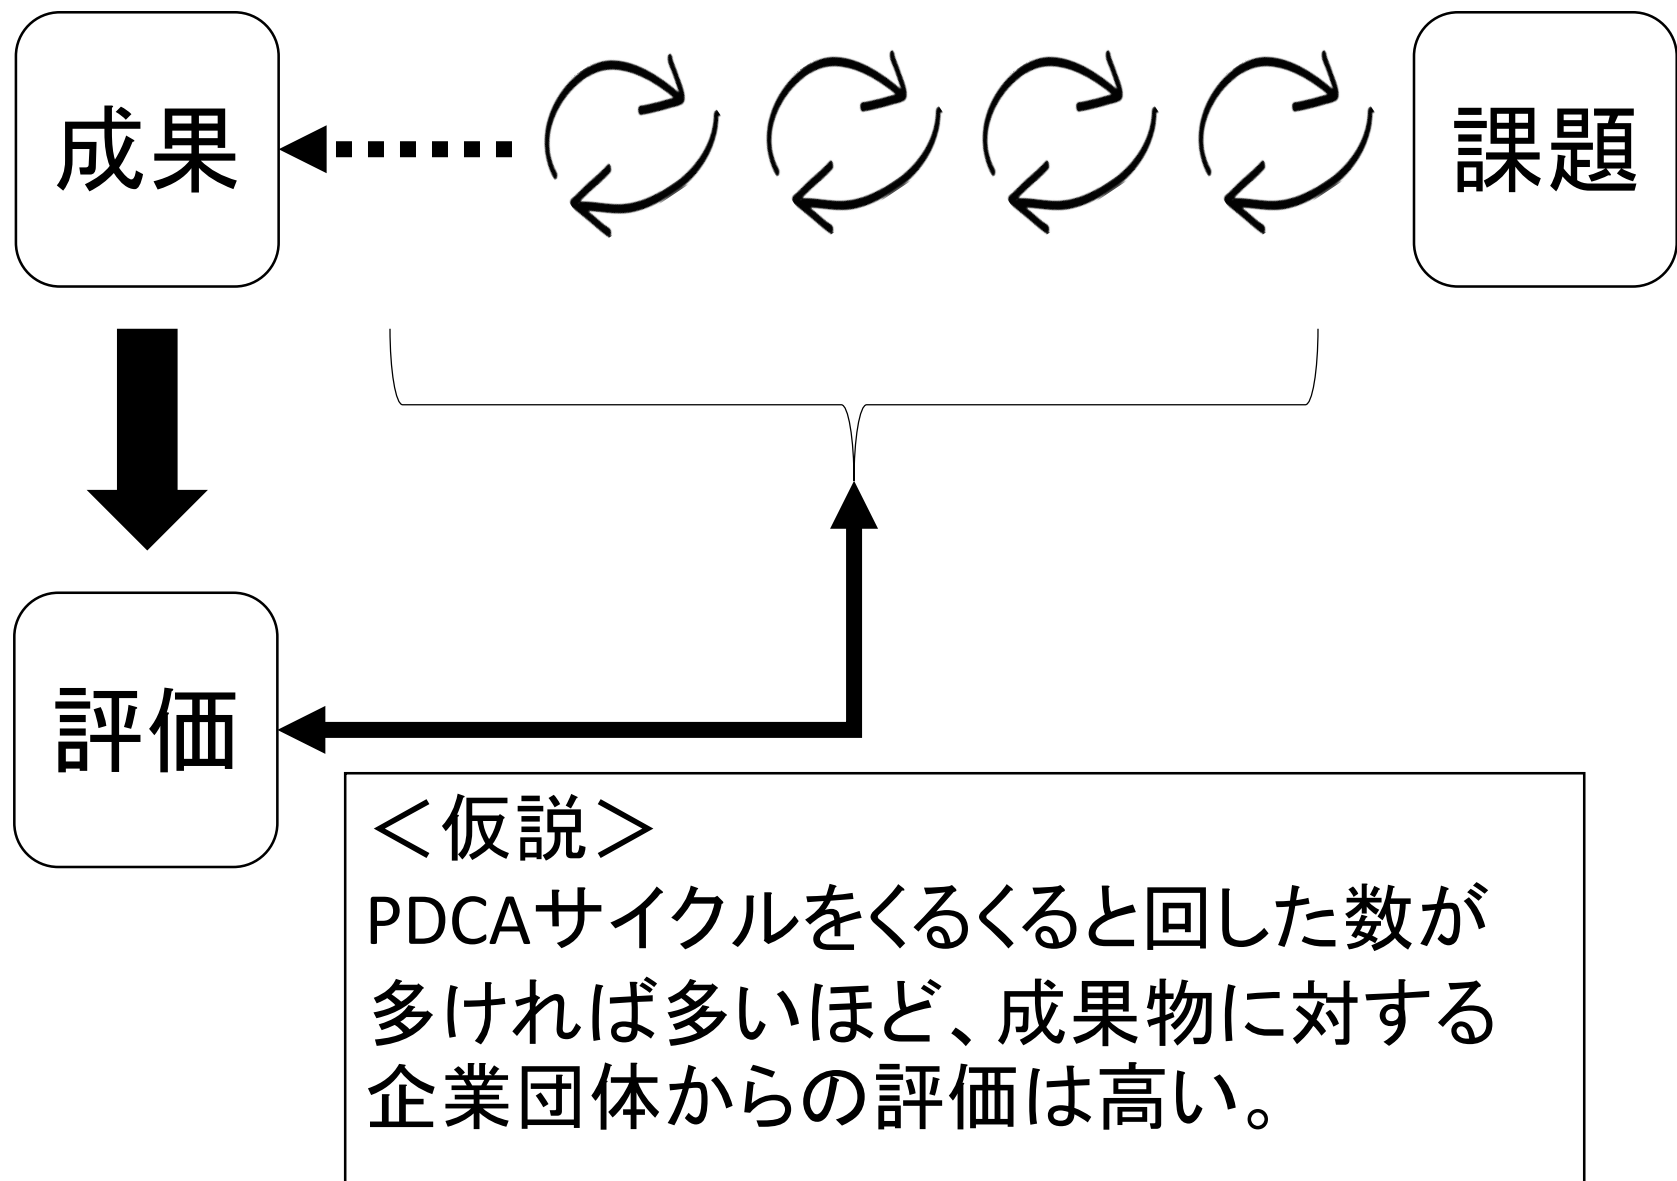 成果
課題
評価
＜仮説＞
PDCAサイクルをくるくると回した数が
多ければ多いほど、成果物に対する
企業団体からの評価は高い。